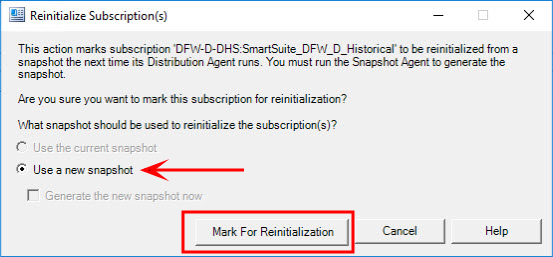 Reinitialize Subscription(s)
This action marks subscription 'DFW-D-DHS:SmartSuite_DFW_D_Historical' to be reinitialized from a
snapshot the next time its Distribution Agent runs. You must run the Snapshot Agent to generate the
snapshot.
Are you sure you want to mark this subscription for reinitialization?
What snapshot should be used to reinitialize the subscription(s)?
Use the current snapshot
Use a new snapshot
Generate the new snapshot now
Mark For Reinitialization Cancel Help